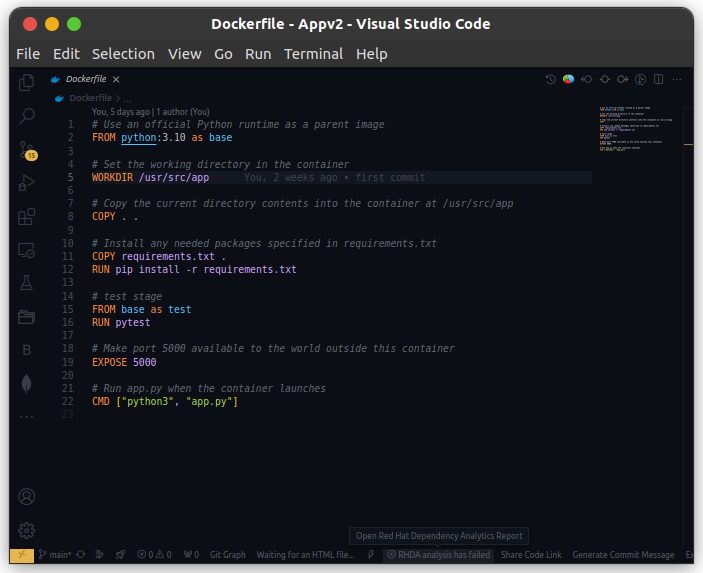 Dockerfile - Appv2 - Visual Studio Code
File Edit Selection View Go Run Terminal Help
Dockerfile
Dockerfile > ...
You, 5 days ago | 1 author (You)
1 # Use an official Python runtime as a parent image
2 FROM python:3.10 as base
3
4 # Set the working directory in the container
5 WORKDIR /usr/src/app You, 2 weeks ago • first commit
6
7 # Copy the current directory contents into the container at /usr/src/app
8 COPY . .
9
10 # Install any needed packages specified in requirements.txt
11 COPY requirements.txt .
12 RUN pip install -r requirements.txt
13
14 # test stage
15 FROM base as test
16 RUN pytest
17
18 # Make port 5000 available to the world outside this container
19 EXPOSE 5000
20
21 # Run app.py when the container launches
22 CMD ["python3", "app.py"]
23
15
B
Open Red Hat Dependency Analytics Report
main* 0 0 0 Git Graph Waiting for an HTML file... RHDA analysis has failed Share Code Link Generate Commit Message Ex